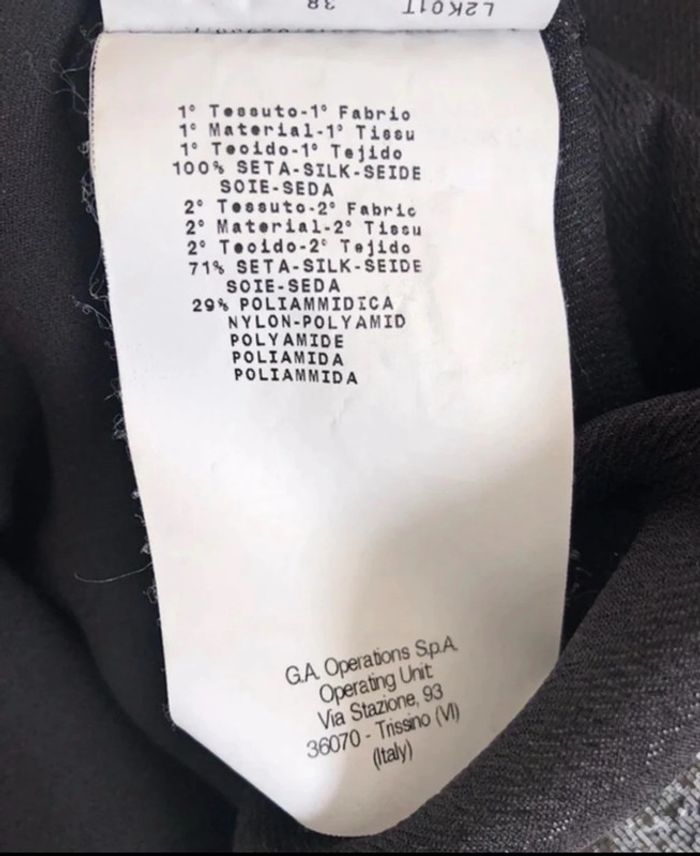 L2K01T
38
1° Tessuto-1° Fabric
1° Material-1° Tissu
1° Tecido-1° Tejido
100% SETA-SILK-SEIDE
SOIE-SEDA
2° Tessuto-2° Fabric
2° Material-2° Tissu
2° Tecido-2° Tejido
71% SETA-SILK-SEIDE
SOIE-SEDA
29% POLIAMMIDICA
NYLON-POLYAMID
POLYAMIDE
POLIAMIDA
POLIAMMIDA
G.A. Operations S.p.A.
Operating Unit
Via Stazione, 93
36070 - Trissino (VI)
(Italy)